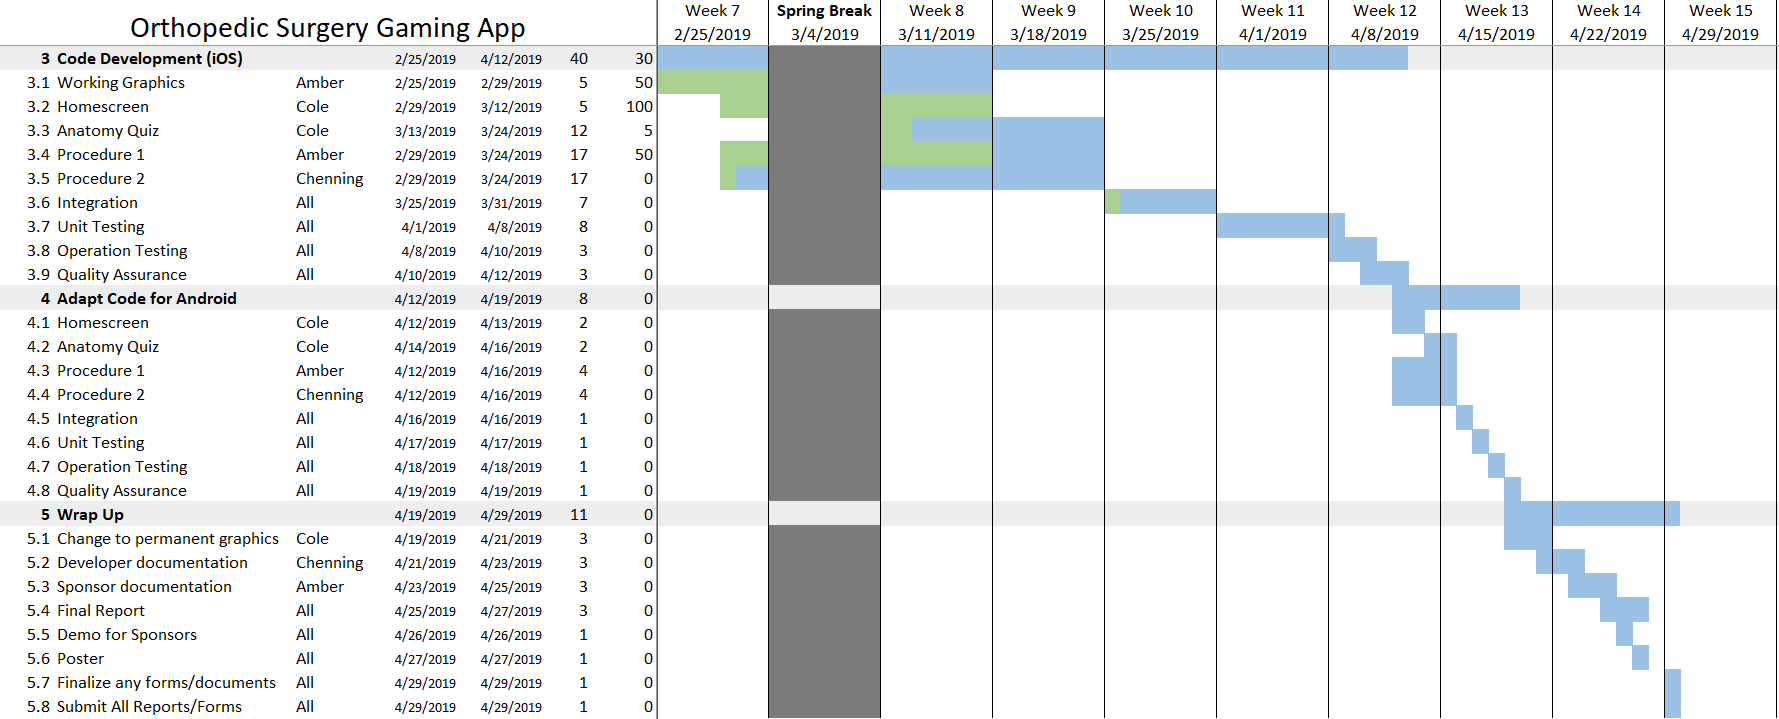 Orthopedic Surgery Gaming App
Week 7 Spring Break Week 8 Week 9 Week 10 Week 11 Week 12 Week 13 Week 14 Week 15
2/25/2019 3/4/2019 3/11/2019 3/18/2019 3/25/2019 4/1/2019 4/8/2019 4/15/2019 4/22/2019 4/29/2019
3 Code Development (iOS) 2/25/2019 4/12/2019 40 30
3.1 Working Graphics Amber 2/25/2019 2/29/2019 5 50
3.2 Homescreen Cole 2/29/2019 3/12/2019 5 100
3.3 Anatomy Quiz Cole 3/13/2019 3/24/2019 12 5
3.4 Procedure 1 Amber 2/29/2019 3/24/2019 17 50
3.5 Procedure 2 Chenning 2/29/2019 3/24/2019 17 0
3.6 Integration All 3/25/2019 3/31/2019 7 0
3.7 Unit Testing All 4/1/2019 4/8/2019 8 0
3.8 Operation Testing All 4/8/2019 4/10/2019 3 0
3.9 Quality Assurance All 4/10/2019 4/12/2019 3 0
4 Adapt Code for Android 4/12/2019 4/19/2019 8 0
4.1 Homescreen Cole 4/12/2019 4/13/2019 2 0
4.2 Anatomy Quiz Cole 4/14/2019 4/16/2019 2 0
4.3 Procedure 1 Amber 4/12/2019 4/16/2019 4 0
4.4 Procedure 2 Chenning 4/12/2019 4/16/2019 4 0
4.5 Integration All 4/16/2019 4/16/2019 1 0
4.6 Unit Testing All 4/17/2019 4/17/2019 1 0
4.7 Operation Testing All 4/18/2019 4/18/2019 1 0
4.8 Quality Assurance All 4/19/2019 4/19/2019 1 0
5 Wrap Up 4/19/2019 4/29/2019 11 0
5.1 Change to permanent graphics Cole 4/19/2019 4/21/2019 3 0
5.2 Developer documentation Chenning 4/21/2019 4/23/2019 3 0
5.3 Sponsor documentation Amber 4/23/2019 4/25/2019 3 0
5.4 Final Report All 4/25/2019 4/27/2019 3 0
5.5 Demo for Sponsors All 4/26/2019 4/26/2019 1 0
5.6 Poster All 4/27/2019 4/27/2019 1 0
5.7 Finalize any forms/documents All 4/29/2019 4/29/2019 1 0
5.8 Submit All Reports/Forms All 4/29/2019 4/29/2019 1 0